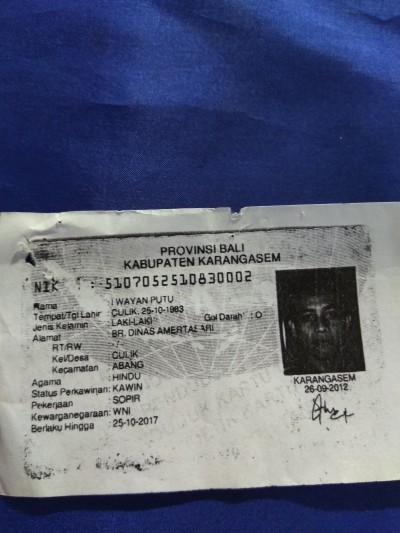 PROVINSI BALI
KABUPATEN KARANGASEM
NIK : 5107052510830002
Nama : I WAYAN PUTU
Tempat/Tgl Lahir : CULIK, 25-10-1983
Jenis Kelamin : LAKI-LAKI Gol Darah : O
Alamat : BR. DINAS AMERTASARI
RT/RW : -/-
Kel/Desa : CULIK
Kecamatan : ABANG
Agama : HINDU
Status Perkawinan: KAWIN
Pekerjaan : SOPIR
Kewarganegaraan: WNI
Berlaku Hingga : 25-10-2017
KARANGASEM
26-09-2012